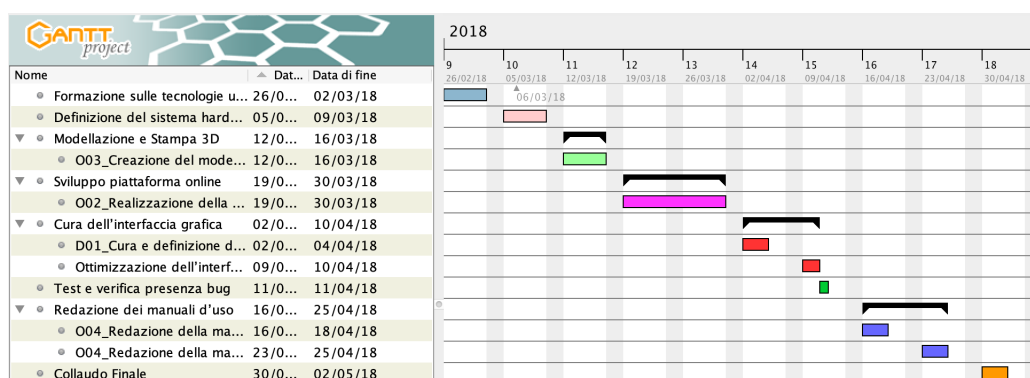 GANTT
project
2018
9 10 11 12 13 14 15 16 17 18
26/02/18 05/03/18 12/03/18 19/03/18 26/03/18 02/04/18 09/04/18 16/04/18 23/04/18 30/04/18
Nome Dat... Data di fine
06/03/18
Formazione sulle tecnologie u... 26/0... 02/03/18
Definizione del sistema hard... 05/0... 09/03/18
Modellazione e Stampa 3D 12/0... 16/03/18
O03_Creazione del mode... 12/0... 16/03/18
Sviluppo piattaforma online 19/0... 30/03/18
O02_Realizzazione della ... 19/0... 30/03/18
Cura dell'interfaccia grafica 02/0... 10/04/18
D01_Cura e definizione d... 02/0... 04/04/18
Ottimizzazione dell'interf... 09/0... 10/04/18
Test e verifica presenza bug 11/0... 11/04/18
Redazione dei manuali d'uso 16/0... 25/04/18
O04_Redazione della ma... 16/0... 18/04/18
O04_Redazione della ma... 23/0... 25/04/18
Collaudo Finale 30/0... 02/05/18